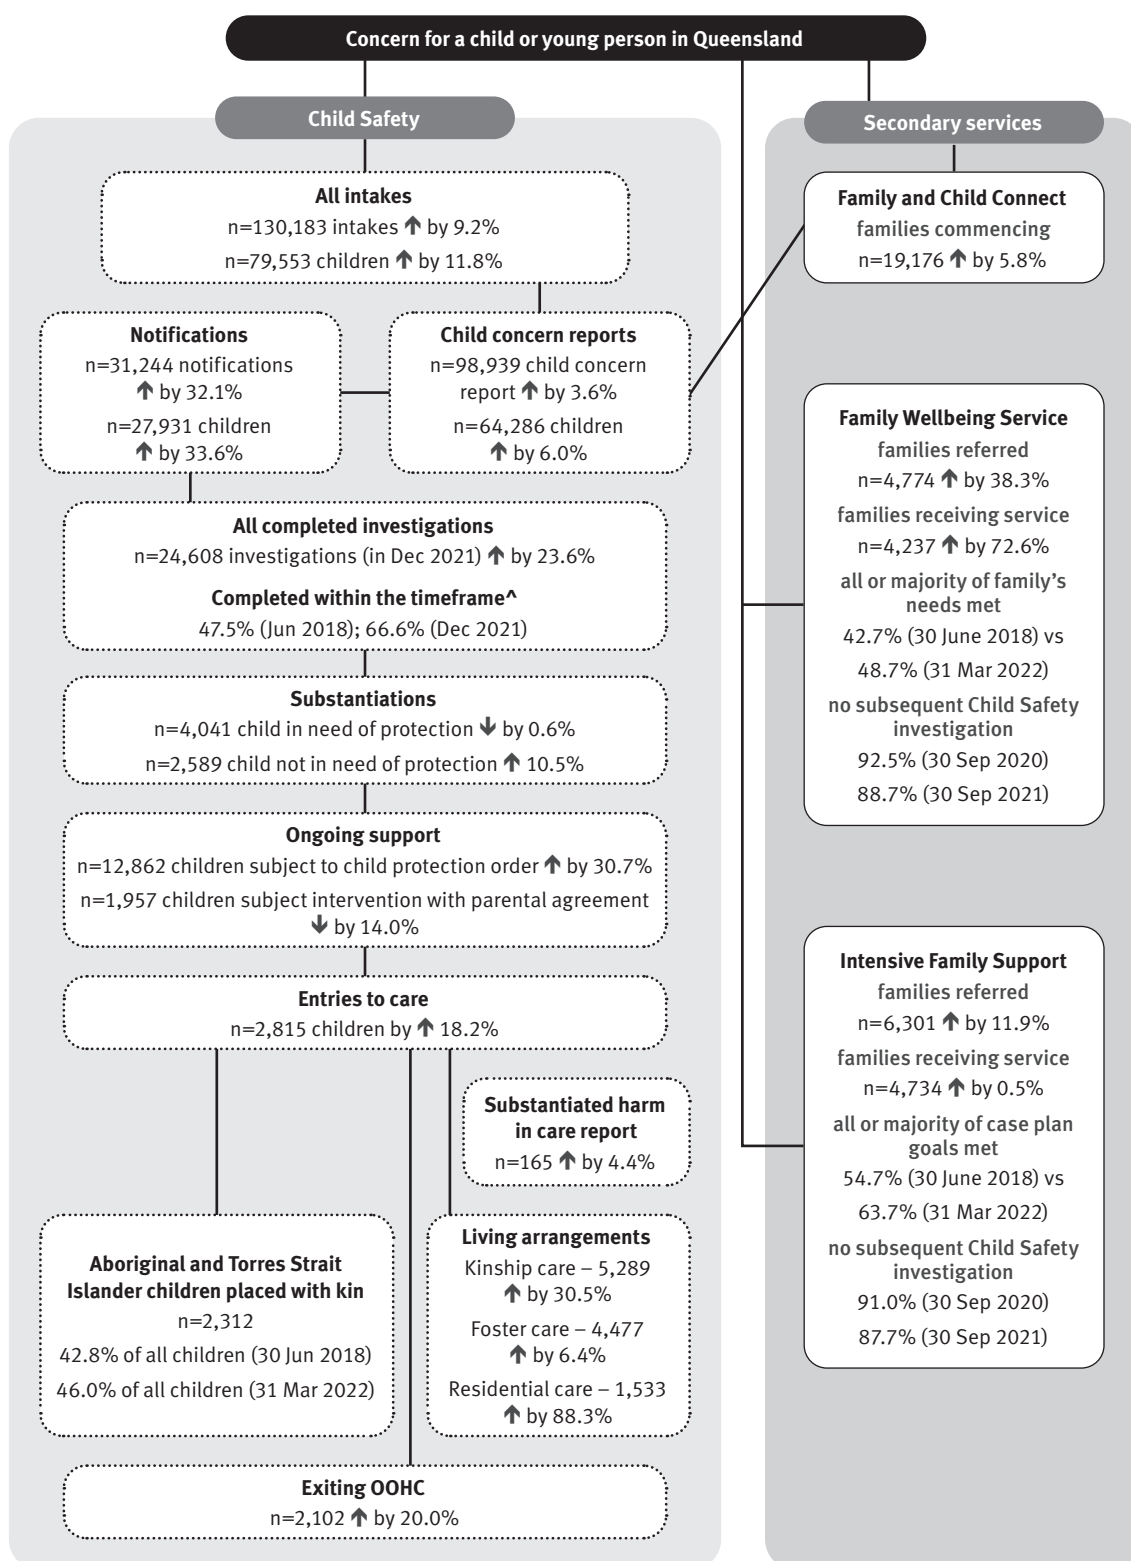 Concern for a child or young person in Queensland
Child Safety
All intakes
n=130,183 intakes ↑ by 9.2%
n=79,553 children ↑ by 11.8%
Notifications
n=31,244 notifications
↑ by 32.1%
n=27,931 children
↑ by 33.6%
Child concern reports
n=98,939 child concern
report ↑ by 3.6%
n=64,286 children
↑ by 6.0%
All completed investigations
n=24,608 investigations (in Dec 2021) ↑ by 23.6%
Completed within the timeframe^
47.5% (Jun 2018); 66.6% (Dec 2021)
Substantiations
n=4,041 child in need of protection ↓ by 0.6%
n=2,589 child not in need of protection ↑ 10.5%
Ongoing support
n=12,862 children subject to child protection order ↑ by 30.7%
n=1,957 children subject intervention with parental agreement
↓ by 14.0%
Entries to care
n=2,815 children by ↑ 18.2%
Substantiated harm
in care report
n=165 ↑ by 4.4%
Aboriginal and Torres Strait
Islander children placed with kin
n=2,312
42.8% of all children (30 Jun 2018)
46.0% of all children (31 Mar 2022)
Living arrangements
Kinship care – 5,289
↑ by 30.5%
Foster care – 4,477
↑ by 6.4%
Residential care – 1,533
↑ by 88.3%
Exiting OOHC
n=2,102 ↑ by 20.0%
Secondary services
Family and Child Connect
families commencing
n=19,176 ↑ by 5.8%
Family Wellbeing Service
families referred
n=4,774 ↑ by 38.3%
families receiving service
n=4,237 ↑ by 72.6%
all or majority of family’s
needs met
42.7% (30 June 2018) vs
48.7% (31 Mar 2022)
no subsequent Child Safety
investigation
92.5% (30 Sep 2020)
88.7% (30 Sep 2021)
Intensive Family Support
families referred
n=6,301 ↑ by 11.9%
families receiving service
n=4,734 ↑ by 0.5%
all or majority of case plan
goals met
54.7% (30 June 2018) vs
63.7% (31 Mar 2022)
no subsequent Child Safety
investigation
91.0% (30 Sep 2020)
87.7% (30 Sep 2021)